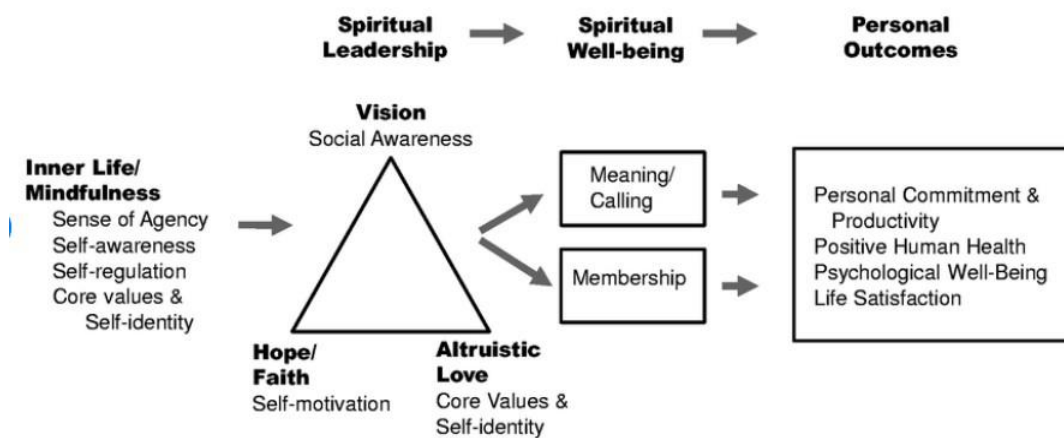 Spiritual
Leadership
Spiritual
Well-being
Personal
Outcomes
Inner Life/
Mindfulness
Sense of Agency
Self-awareness
Self-regulation
Core values &
Self-identity
Vision
Social Awareness
Hope/
Faith
Self-motivation
Altruistic
Love
Core Values &
Self-identity
Meaning/
Calling
Membership
Personal Commitment &
Productivity
Positive Human Health
Psychological Well-Being
Life Satisfaction